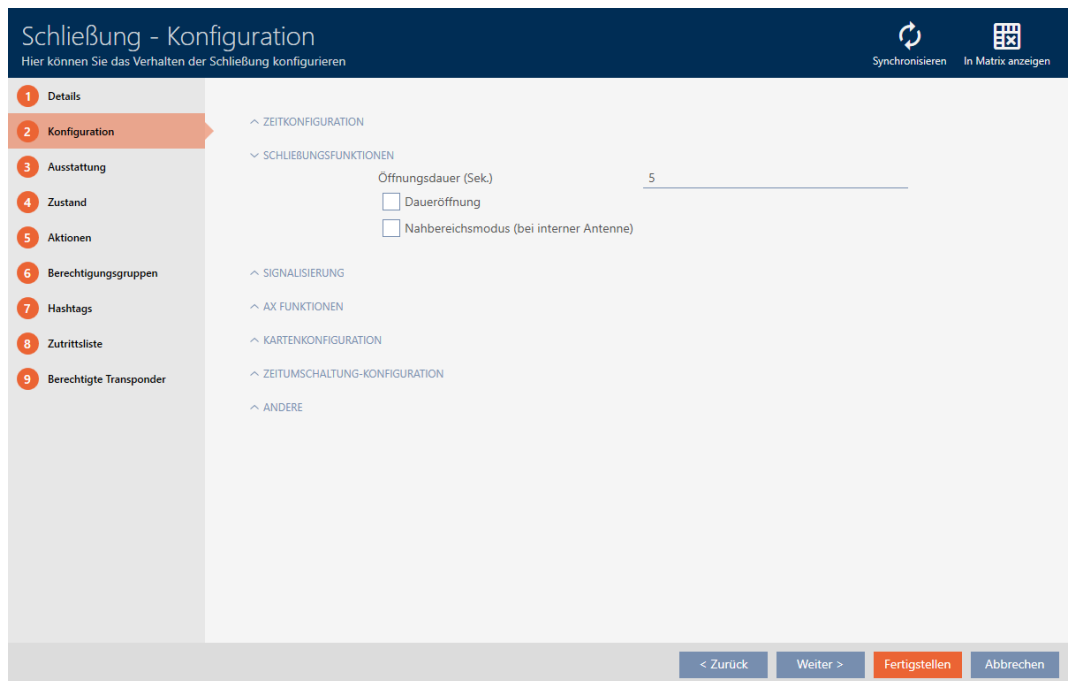 Schließung - Konfiguration
Hier können Sie das Verhalten der Schließung konfigurieren
Synchronisieren
In Matrix anzeigen
1 Details
2 Konfiguration
3 Ausstattung
4 Zustand
5 Aktionen
6 Berechtigungsgruppen
7 Hashtags
8 Zutrittsliste
9 Berechtigte Transponder
ZEITKONFIGURATION
SCHLIEẞUNGSFUNKTIONEN
Öffnungsdauer (Sek.) 5
Daueröffnung
Nahbereichsmodus (bei interner Antenne)
SIGNALISIERUNG
AX FUNKTIONEN
KARTENKONFIGURATION
ZEITUMSCHALTUNG-KONFIGURATION
ANDERE
< Zurück
Weiter >
Fertigstellen
Abbrechen